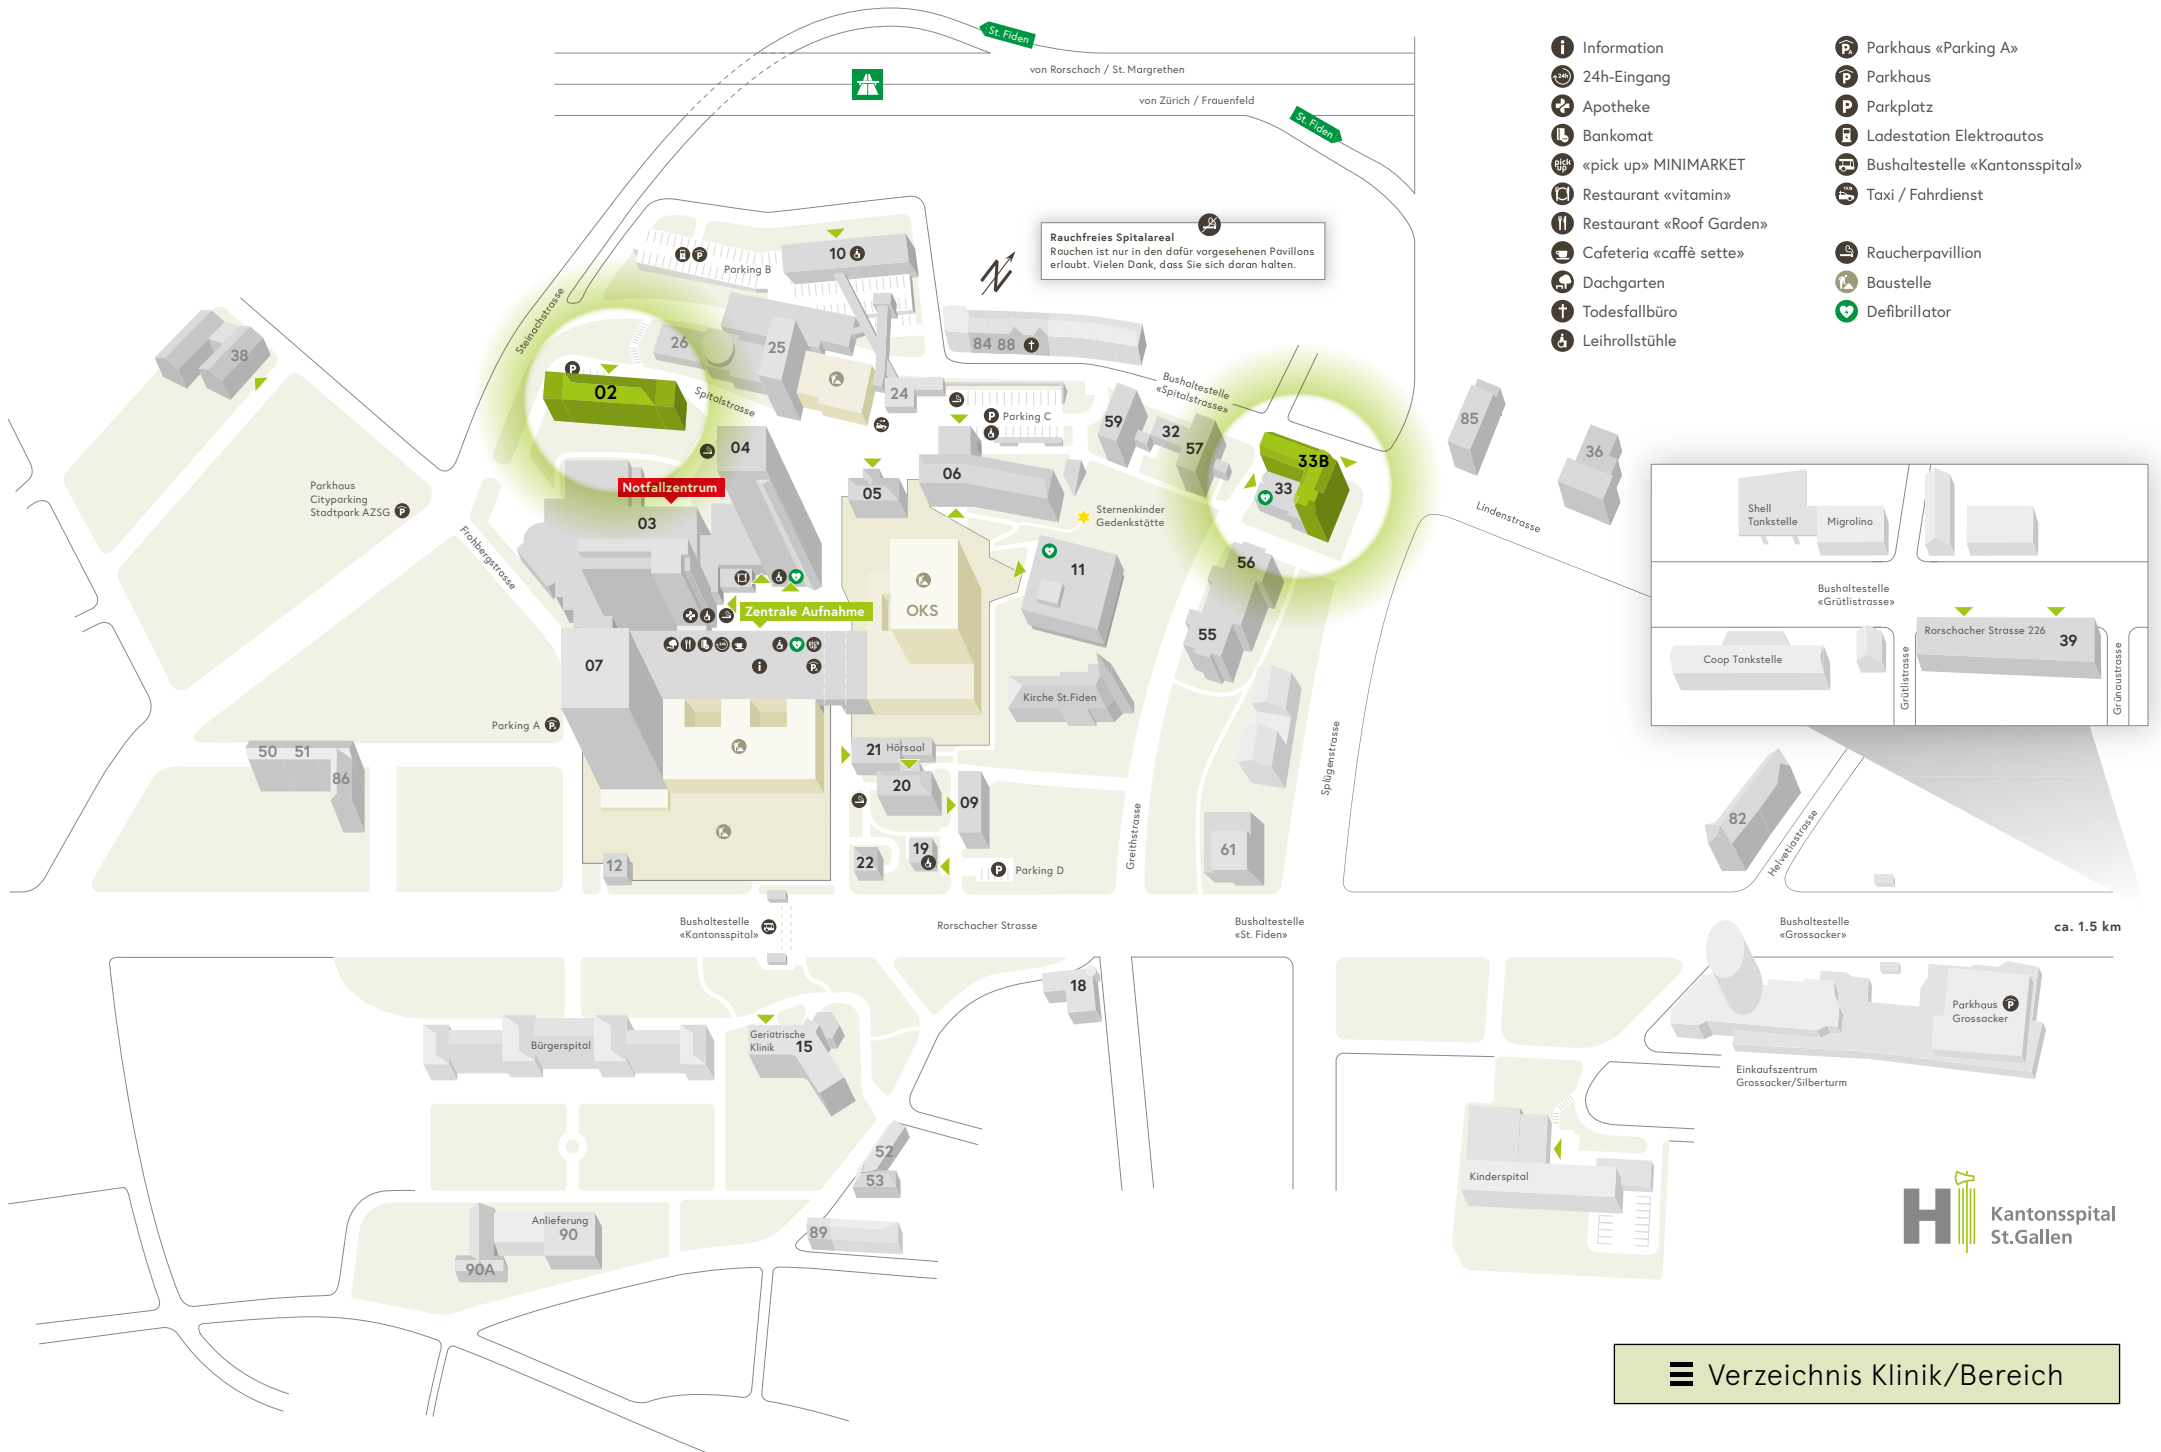 St. Fiden
von Rorschach / St. Margrethen
von Zürich / Frauenfeld
St. Fiden
Information
24h-Eingang
Apotheke
Bankomat
«pick up» MINIMARKET
Restaurant «vitamin»
Restaurant «Roof Garden»
Cafeteria «caffè sette»
Dachgarten
Todesfallbüro
Leihrollstühle
Parkhaus «Parking A»
Parkhaus
Parkplatz
Ladestation Elektroautos
Bushaltestelle «Kantonsspital»
Taxi / Fahrdienst
Raucherpavillion
Baustelle
Defibrillator
Rauchfreies Spitalareal
Rauchen ist nur in den dafür vorgesehenen Pavillons
erlaubt. Vielen Dank, dass Sie sich daran halten.
N
10
Parking B
Steinachstrasse
38
26
25
84 88
02
Spitalstrasse
24
Bushaltestelle
«Spitalstrasse»
Parking C
59
32
57
85
36
33B
33
04
06
05
Notfallzentrum
03
Parkhaus
Cityparking
Stadtpark AZSG
Frohbergstrasse
Sternenkinder
Gedenkstätte
Lindenstrasse
Shell
Tankstelle
Migrolino
11
56
OKS
Zentrale Aufnahme
Bushaltestelle
«Grütlistrasse»
Rorschacher Strasse 226
39
Coop Tankstelle
Grütlistrasse
Grünaustrasse
55
07
Kirche St.Fiden
Parking A
50 51
86
21 Hörsaal
20
09
Splügenstrasse
Greithstrasse
82
Helvetiastrasse
61
19
22
12
Parking D
Bushaltestelle
«Kantonsspital»
Rorschacher Strasse
Bushaltestelle
«St. Fiden»
Bushaltestelle
«Grossacker»
ca. 1.5 km
18
Parkhaus
Grossacker
Bürgerspital
Geriatrische
Klinik 15
Einkaufszentrum
Grossacker/Silberturm
52
53
Kinderspital
Anlieferung
90
90A
89
Kantonsspital
St.Gallen
Verzeichnis Klinik/Bereich